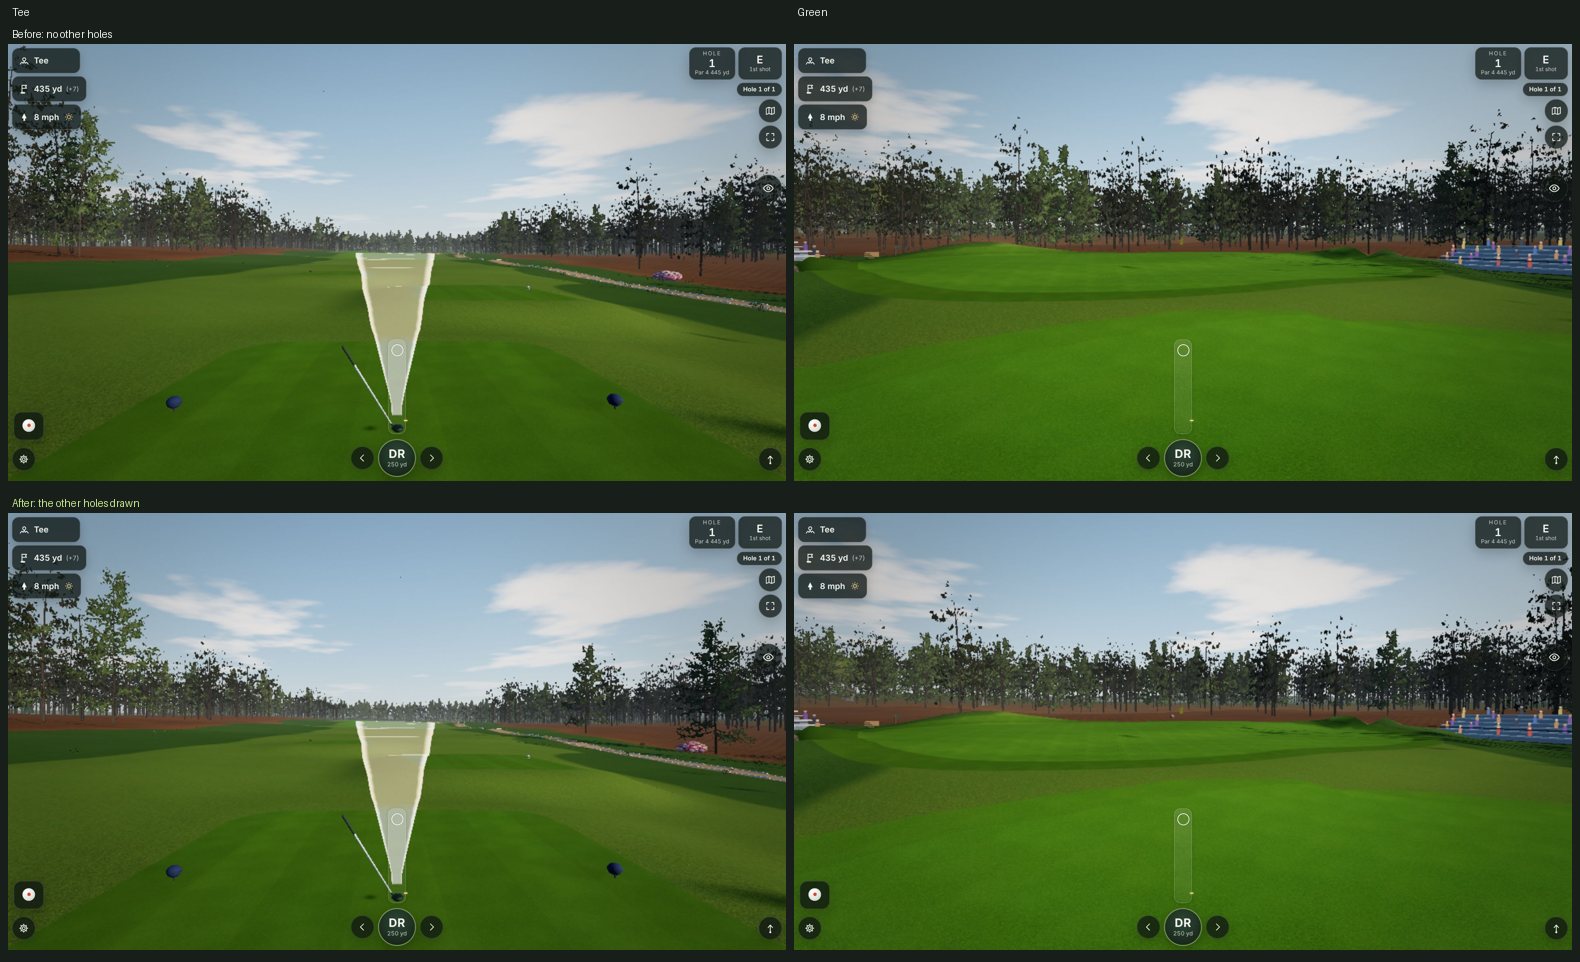 Tee
Green
Before: no other holes
Tee
435 yd (+7)
8 mph
HOLE
1
Par 4 445 yd
E
1st shot
Hole 1 of 1
DR
250 yd
Tee
435 yd (+7)
8 mph
HOLE
1
Par 4 445 yd
E
1st shot
Hole 1 of 1
DR
250 yd
After: the other holes drawn
Tee
435 yd (+7)
8 mph
HOLE
1
Par 4 445 yd
E
1st shot
Hole 1 of 1
DR
250 yd
Tee
435 yd (+7)
8 mph
HOLE
1
Par 4 445 yd
E
1st shot
Hole 1 of 1
DR
250 yd